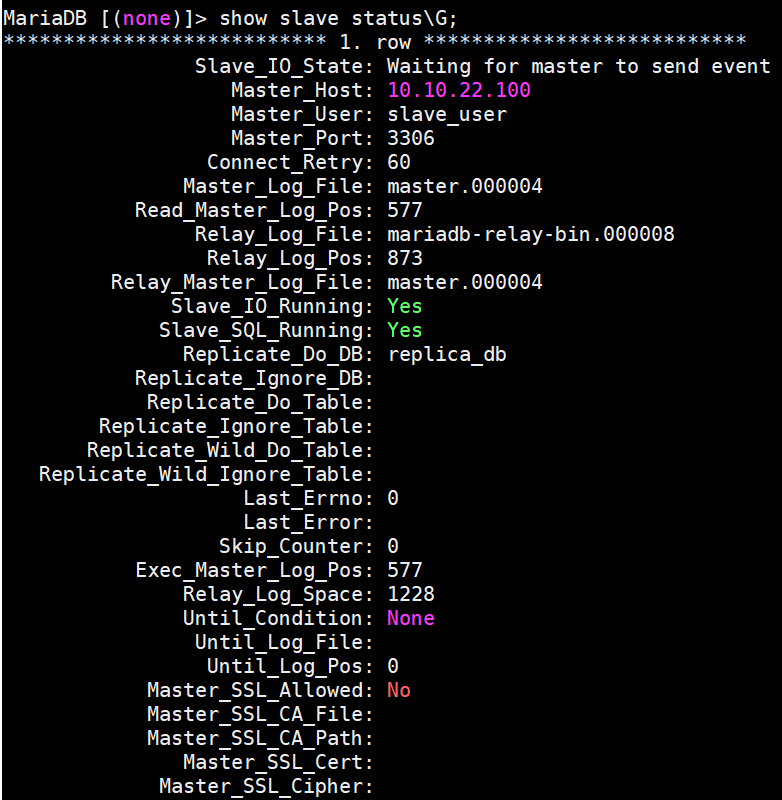 MariaDB [(none)]> show slave status\G;
*************************** 1. row ***************************
Slave_IO_State: Waiting for master to send event
Master_Host: 10.10.22.100
Master_User: slave_user
Master_Port: 3306
Connect_Retry: 60
Master_Log_File: master.000004
Read_Master_Log_Pos: 577
Relay_Log_File: mariadb-relay-bin.000008
Relay_Log_Pos: 873
Relay_Master_Log_File: master.000004
Slave_IO_Running: Yes
Slave_SQL_Running: Yes
Replicate_Do_DB: replica_db
Replicate_Ignore_DB:
Replicate_Do_Table:
Replicate_Ignore_Table:
Replicate_Wild_Do_Table:
Replicate_Wild_Ignore_Table:
Last_Errno: 0
Last_Error:
Skip_Counter: 0
Exec_Master_Log_Pos: 577
Relay_Log_Space: 1228
Until_Condition: None
Until_Log_File:
Until_Log_Pos: 0
Master_SSL_Allowed: No
Master_SSL_CA_File:
Master_SSL_CA_Path:
Master_SSL_Cert:
Master_SSL_Cipher: